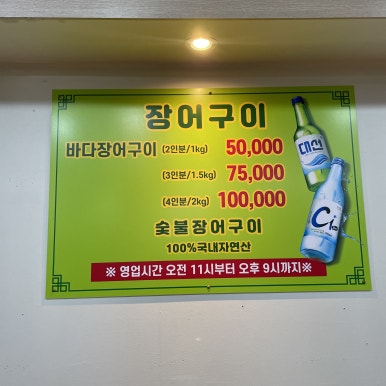 장어구이
바다장어구이 (2인분/1kg) 50,000
(3인분/1.5kg) 75,000
(4인분/2kg) 100,000
숯불장어구이
100%국내자연산
※ 영업시간 오전 11시부터 오후 9시까지※
대선
Ci